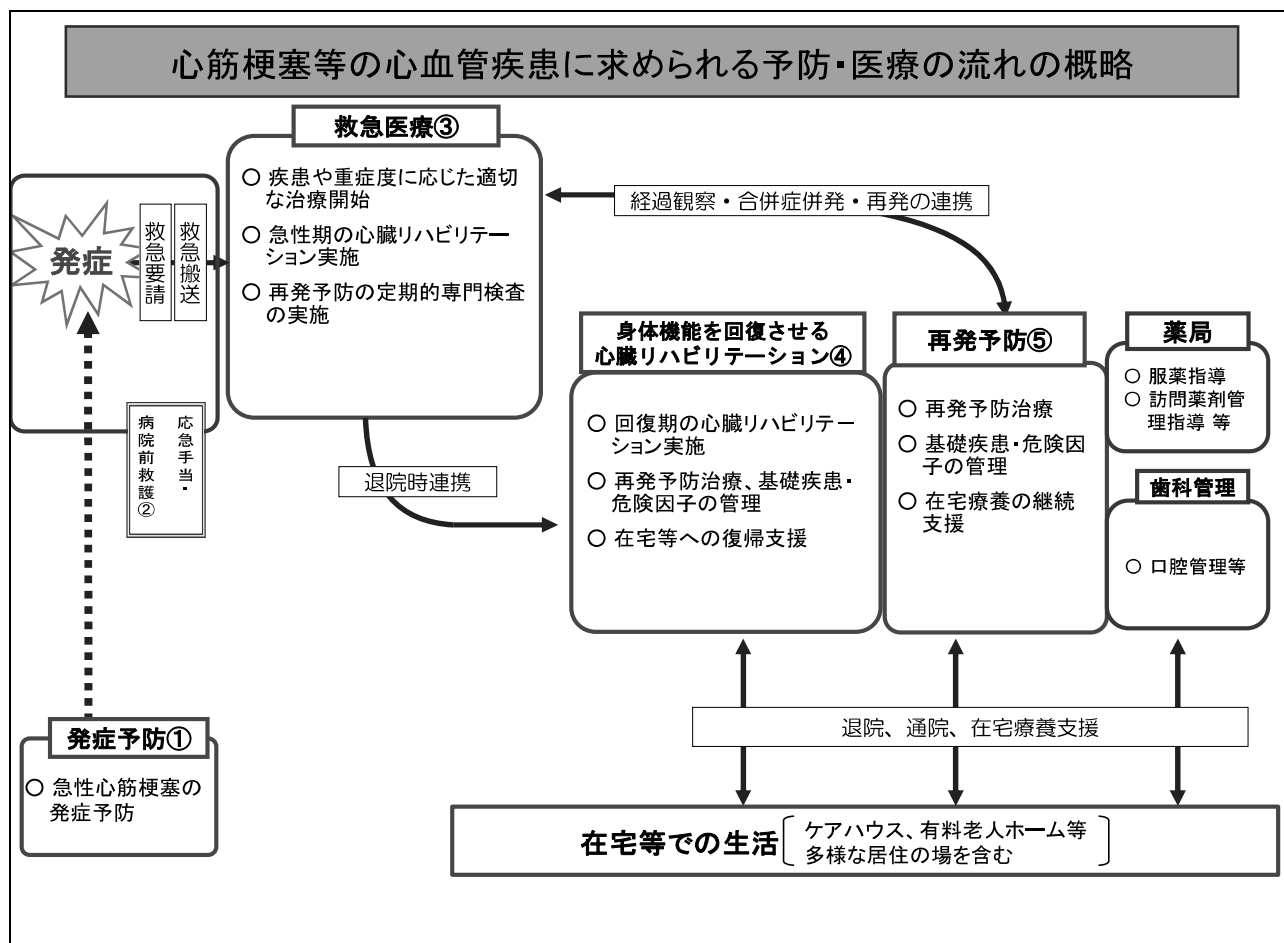 心筋梗塞等の心血管疾患に求められる予防・医療の流れの概略
救急医療③
○ 疾患や重症度に応じた適切
な治療開始
○ 急性期の心臓リハビリテー
ション実施
○ 再発予防の定期的専門検査
の実施
発症
救急要請
救急搬送
応急手当・
病院前救護②
経過観察・合併症併発・再発の連携
退院時連携
身体機能を回復させる
心臓リハビリテーション④
○ 回復期の心臓リハビリテー
ション実施
○ 再発予防治療、基礎疾患・
危険因子の管理
○ 在宅等への復帰支援
再発予防⑤
○ 再発予防治療
○ 基礎疾患・危険因
子の管理
○ 在宅療養の継続
支援
薬局
○ 服薬指導
○ 訪問薬剤管
理指導 等
歯科管理
○ 口腔管理等
発症予防①
○ 急性心筋梗塞の
発症予防
退院、通院、在宅療養支援
在宅等での生活
ケアハウス、有料老人ホーム等
多様な居住の場を含む